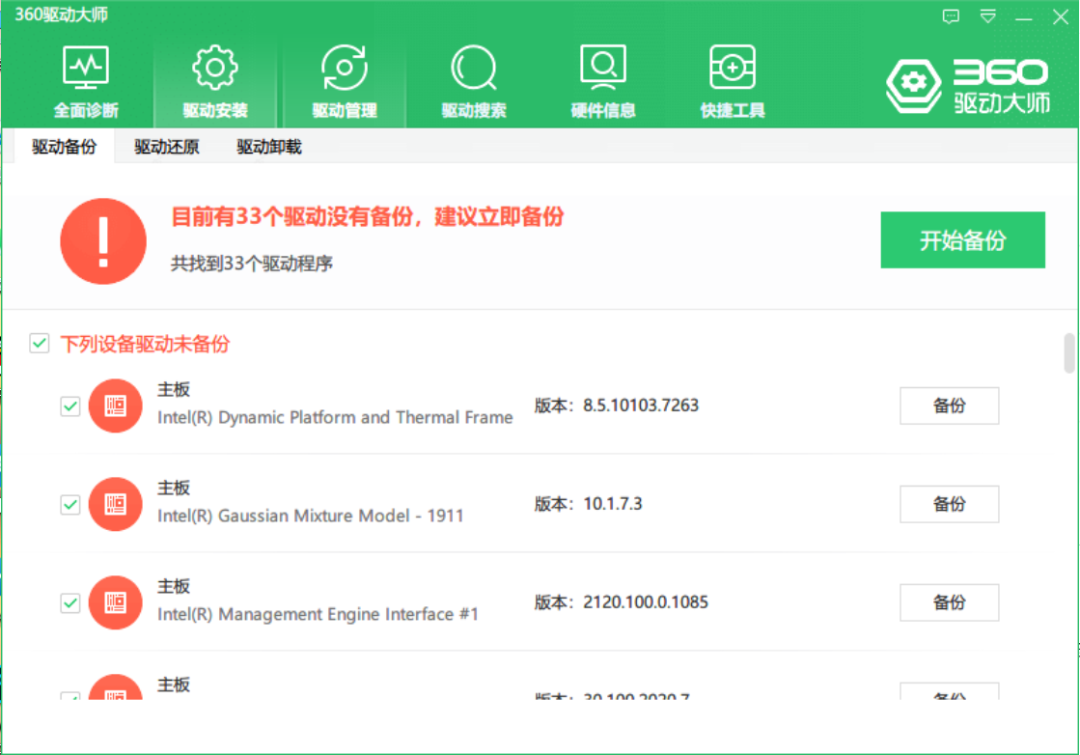 360驱动大师
全面诊断 驱动安装 驱动管理 驱动搜索 硬件信息 快捷工具
360
驱动大师
驱动备份 驱动还原 驱动卸载
目前有33个驱动没有备份，建议立即备份
共找到33个驱动程序
开始备份
下列设备驱动未备份
主板
Intel(R) Dynamic Platform and Thermal Frame
版本：8.5.10103.7263
备份
主板
Intel(R) Gaussian Mixture Model - 1911
版本：10.1.7.3
备份
主板
Intel(R) Management Engine Interface #1
版本：2120.100.0.1085
备份
主板
版本：30.100.2020.7
备份